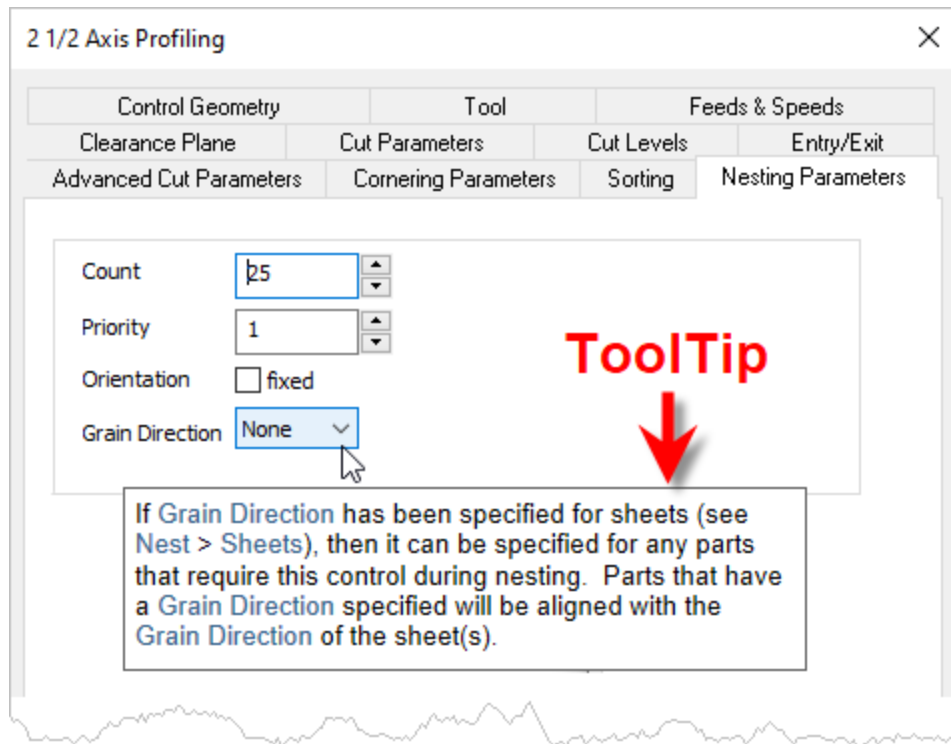 2 1/2 Axis Profiling
Control Geometry Tool Feeds & Speeds
Clearance Plane Cut Parameters Cut Levels Entry/Exit
Advanced Cut Parameters Cornering Parameters Sorting Nesting Parameters
Count 25
Priority 1
ToolTip
Orientation fixed
Grain Direction None
If Grain Direction has been specified for sheets (see
Nest > Sheets), then it can be specified for any parts
that require this control during nesting.  Parts that have
a Grain Direction specified will be aligned with the
Grain Direction of the sheet(s).